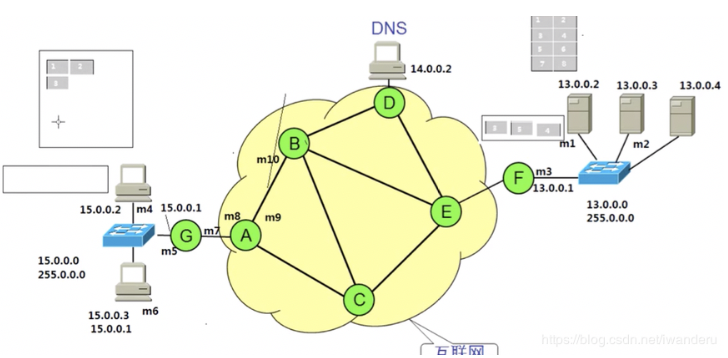 DNS
14.0.0.2
1 2
3 4
5 6
7 8
1 2
3
13.0.0.2
13.0.0.3
13.0.0.4
3 5 4
m1
m2
m3
13.0.0.1
13.0.0.0
255.0.0.0
D
B
m10
E
F
15.0.0.2
m4
15.0.0.1
m8
m9
m7
G
A
m5
15.0.0.0
255.0.0.0
C
15.0.0.3
m6
15.0.0.1
互联网
https://blog.csdn.net/iwanderu